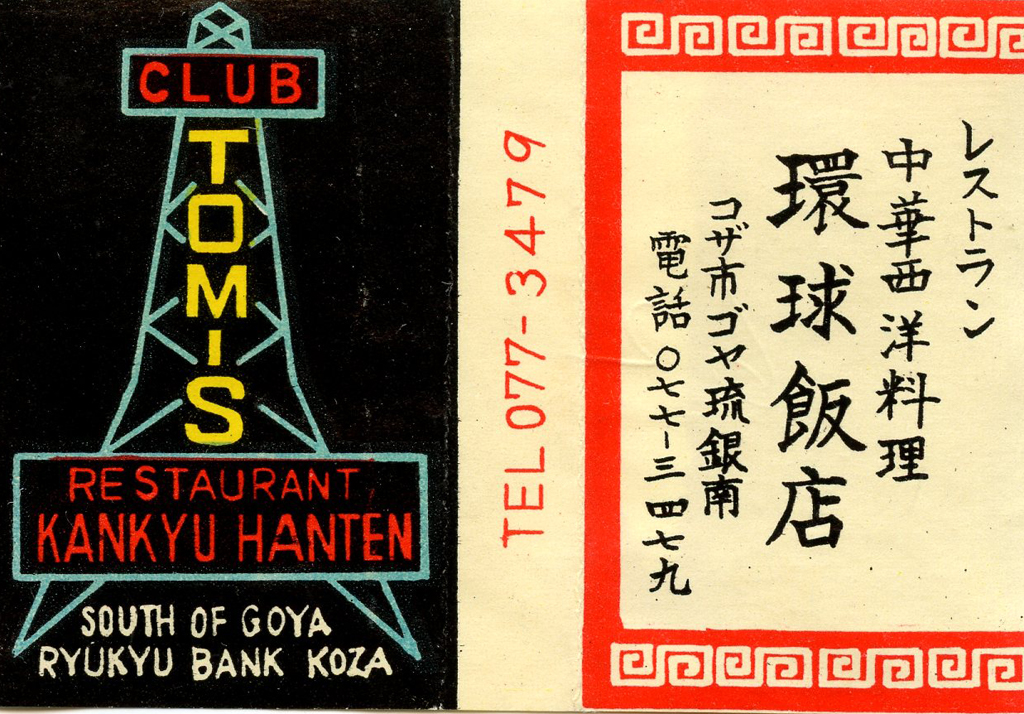 CLUB
TOMIS
RESTAURANT,
KANKYU HANTEN
SOUTH OF GOYA
RYUKYU BANK KOZA
TEL 077-3479
レストラン
中華西洋料理
環球飯店
コザ市ゴヤ琉銀南
電話〇七七-三四七九